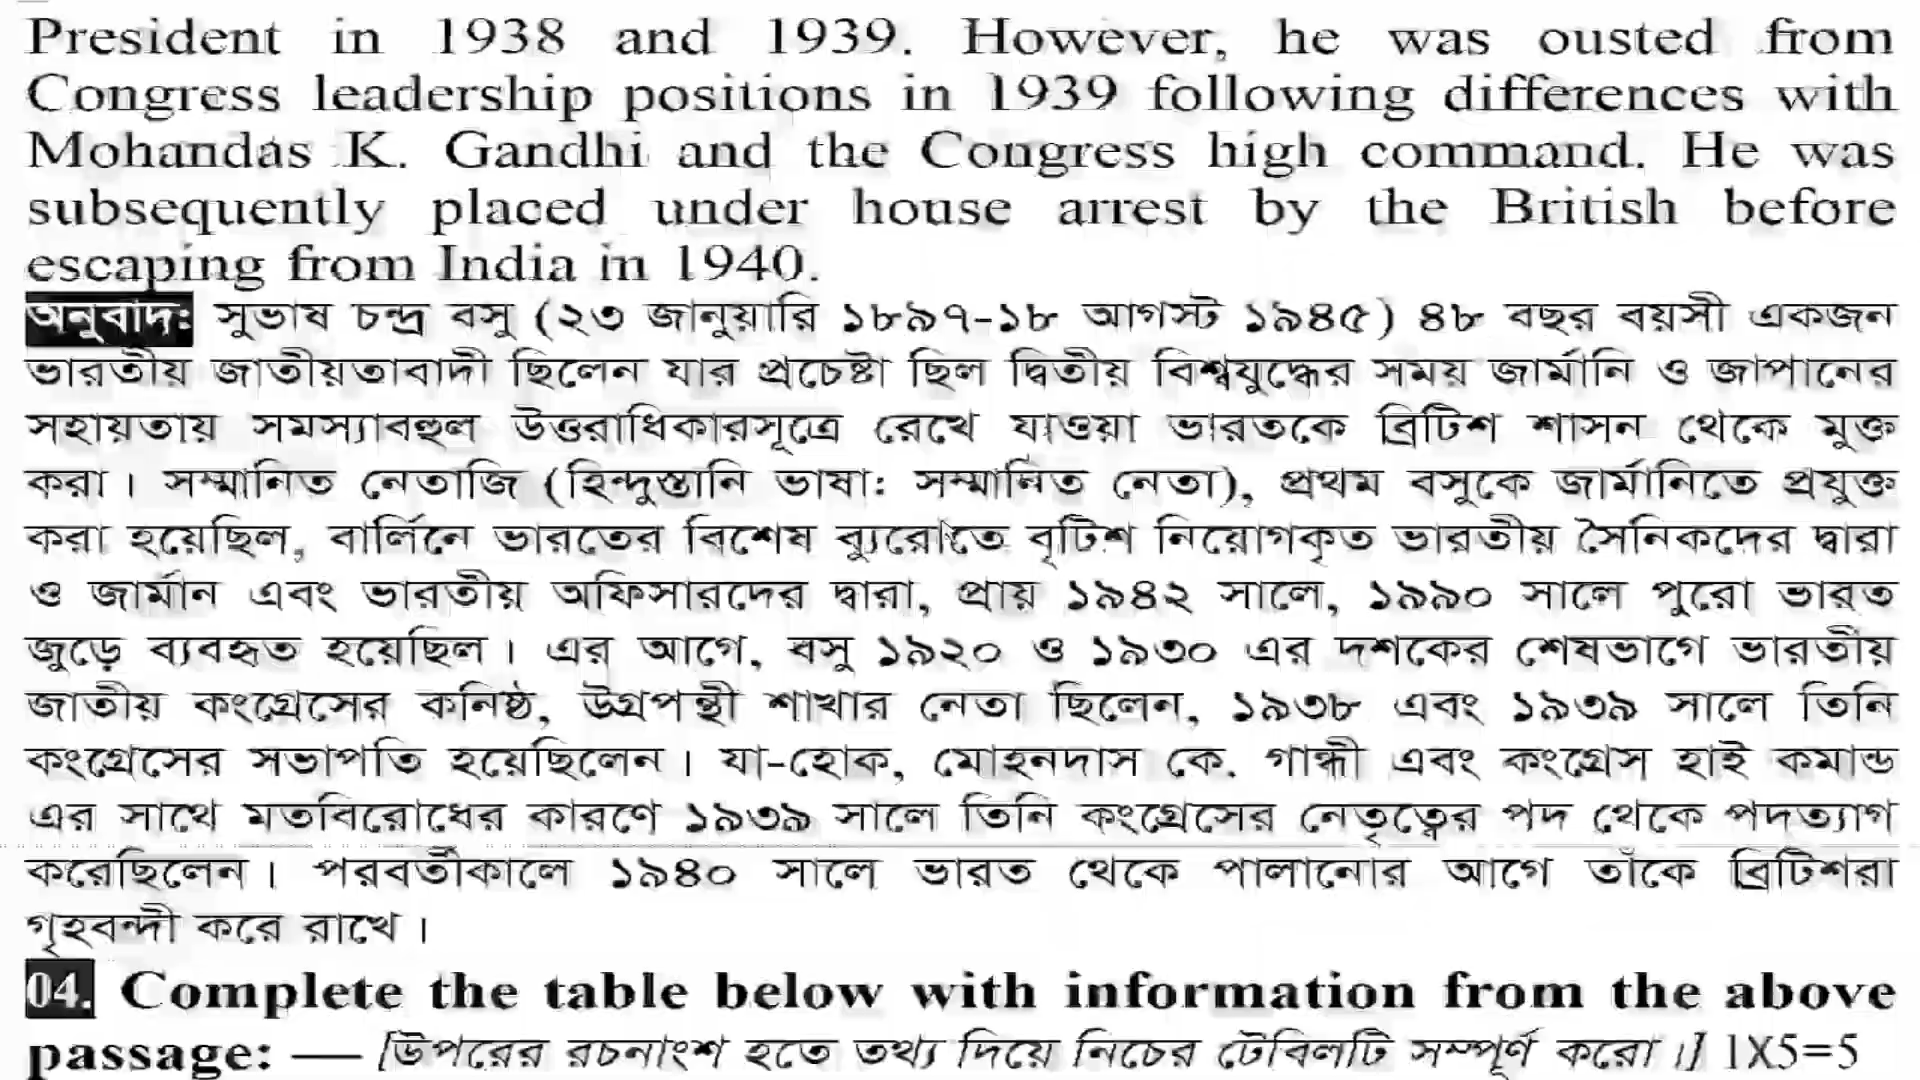 President in 1938 and 1939. However, he was ousted from
Congress leadership positions in 1939 following differences with
Mohandas K. Gandhi and the Congress high command. He was
subsequently placed under house arrest by the British before
escaping from India in 1940.
অনুবাদ: সুভাষ চন্দ্র বসু (২৩ জানুয়ারি ১৮৯৭-১৮ আগস্ট ১৯৪৫) ৪৮ বছর বয়সী একজন
ভারতীয় জাতীয়তাবাদী ছিলেন যার প্রচেষ্টা ছিল দ্বিতীয় বিশ্বযুদ্ধের সময় জার্মানি ও জাপানের
সহায়তায় সমস্যাবহুল উত্তরাধিকারসূত্রে রেখে যাওয়া ভারতকে ব্রিটিশ শাসন থেকে মুক্ত
করা। সম্মানিত নেতাজি (হিন্দুস্তানি ভাষা: সম্মানিত নেতা), প্রথম বসুকে জার্মানিতে প্রযুক্ত
করা হয়েছিল, বার্লিনে ভারতের বিশেষ ব্যুরোতে বৃটিশ নিয়োগকৃত ভারতীয় সৈনিকদের দ্বারা
ও জার্মান এবং ভারতীয় অফিসারদের দ্বারা, প্রায় ১৯৪২ সালে, ১৯৯০ সালে পুরো ভারত
জুড়ে ব্যবহৃত হয়েছিল। এর আগে, বসু ১৯২০ ও ১৯৩০ এর দশকের শেষভাগে ভারতীয়
জাতীয় কংগ্রেসের কনিষ্ঠ, উগ্রপন্থী শাখার নেতা ছিলেন, ১৯৩৮ এবং ১৯৩৯ সালে তিনি
কংগ্রেসের সভাপতি হয়েছিলেন। যা-হোক, মোহনদাস কে. গান্ধী এবং কংগ্রেস হাই কমান্ড
এর সাথে মতবিরোধের কারণে ১৯৩৯ সালে তিনি কংগ্রেসের নেতৃত্বের পদ থেকে পদত্যাগ
করেছিলেন। পরবর্তীকালে ১৯৪০ সালে ভারত থেকে পালানোর আগে তাঁকে ব্রিটিশরা
গৃহবন্দী করে রাখে।
04. Complete the table below with information from the above
passage: — [উপরের রচনাংশ হতে তথ্য দিয়ে নিচের টেবিলটি সম্পূর্ণ করো।] 1X5=5